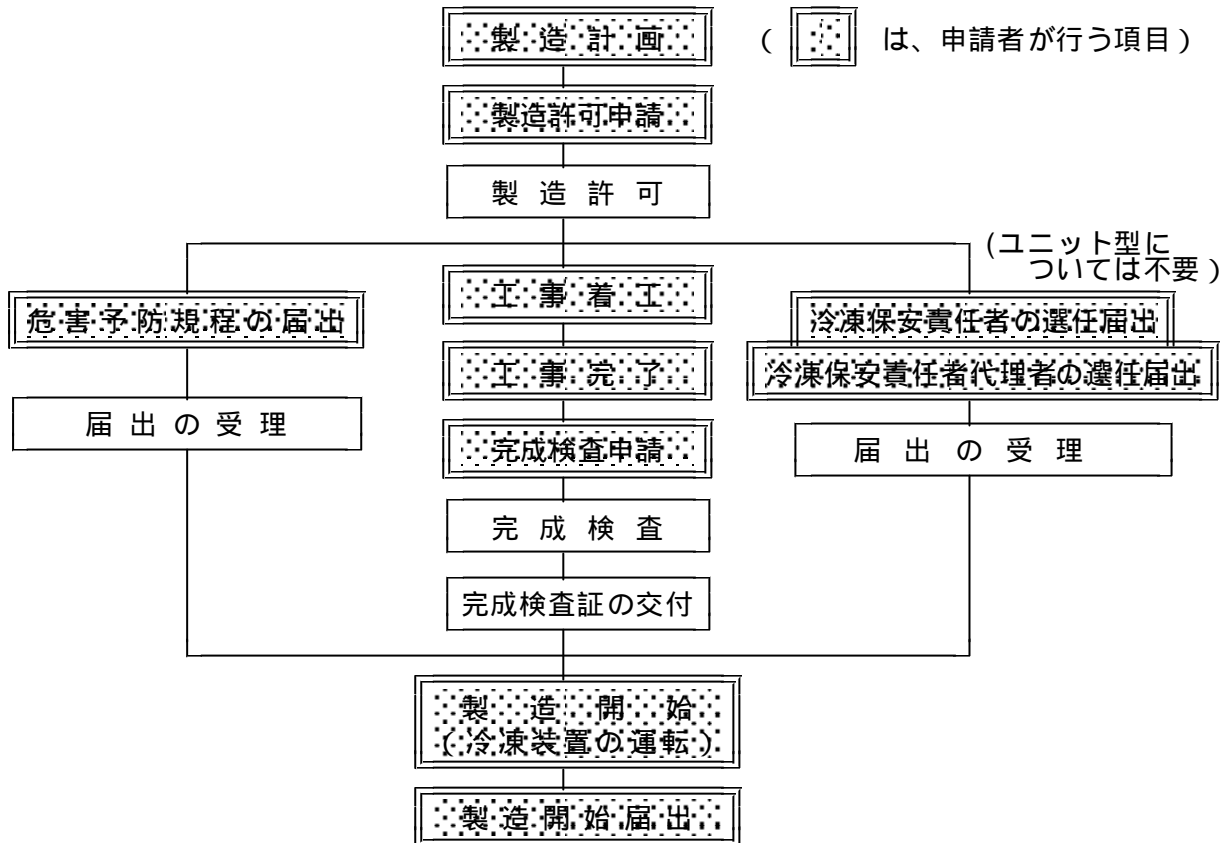 製造計画
( は、申請者が行う項目)
製造許可申請
製造許可
(ユニット型に
ついては不要)
危害予防規程の届出
工事着工
冷凍保安責任者の選任届出
工事完了
冷凍保安責任者代理者の選任届出
届出の受理
完成検査申請
届出の受理
完成検査
完成検査証の交付
製造開始
(冷凍装置の運転)
製造開始届出